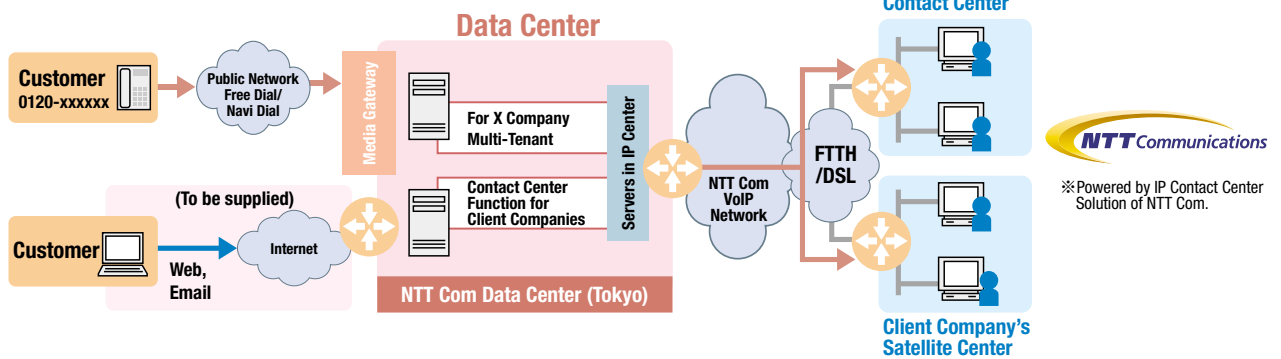 Contact Center
Data Center
Customer
0120-xxxxxx
Public Network
Free Dial/
Navi Dial
Media Gateway
For X Company
Multi-Tenant
Contact Center
Function for
Client Companies
Servers in IP Center
NTT Com
VoIP
Network
FTTH
/DSL
NTT Communications
※Powered by IP Contact Center
Solution of NTT Com.
(To be supplied)
Customer
Internet
Web,
Email
NTT Com Data Center (Tokyo)
Client Company's
Satellite Center